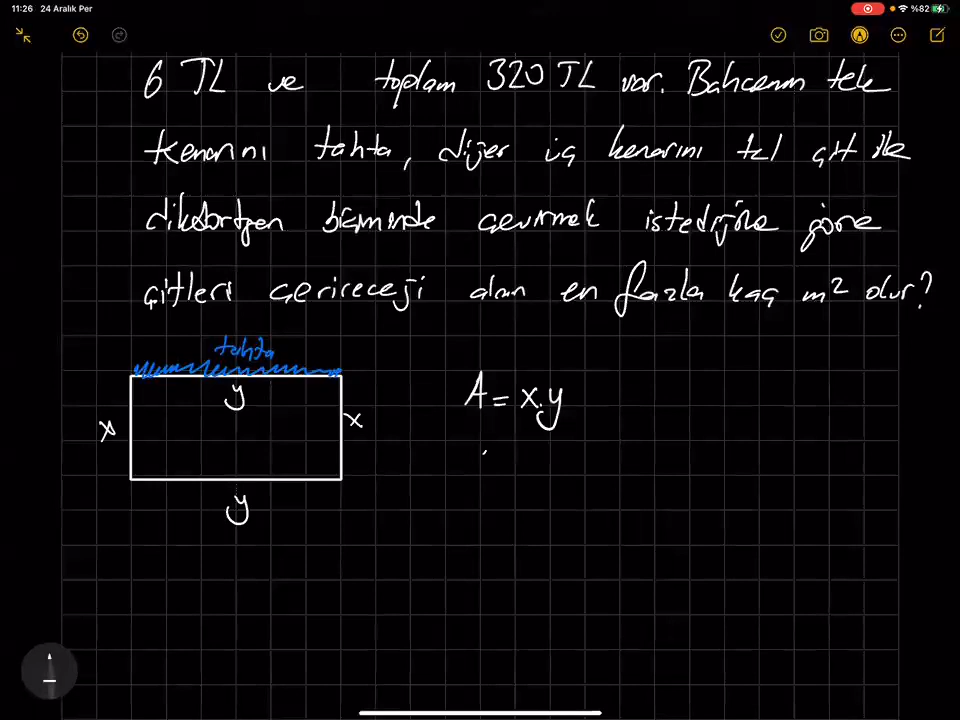 11:26 24 Aralık Per
%82
6 TL ve toplam 320 TL var. Bahçenin tek
kenarını tahta, diğer üç kenarını tel çit ile
dikdörtgen biçiminde çevirmek istediğine göre
çitleri çevireceği alan en fazla kaç m² olur?
tahta
y
x
x
y
A = x.y